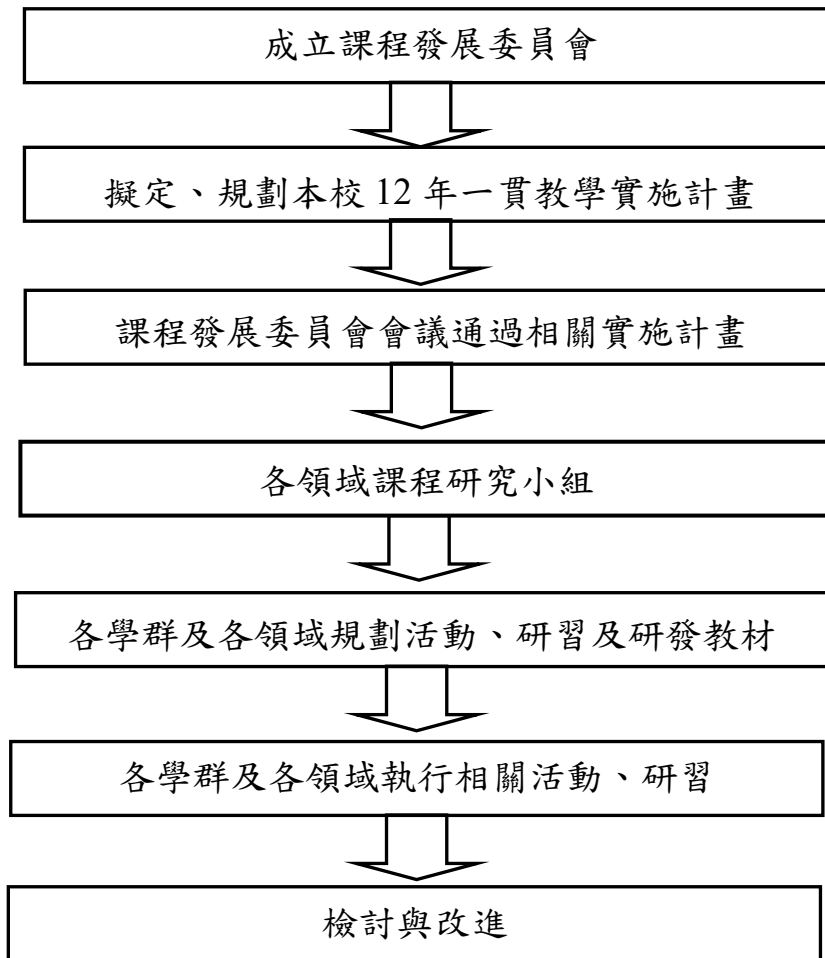 成立課程發展委員會
擬定、規劃本校 12 年一貫教學實施計畫
課程發展委員會會議通過相關實施計畫
各領域課程研究小組
各學群及各領域規劃活動、研習及研發教材
各學群及各領域執行相關活動、研習
檢討與改進